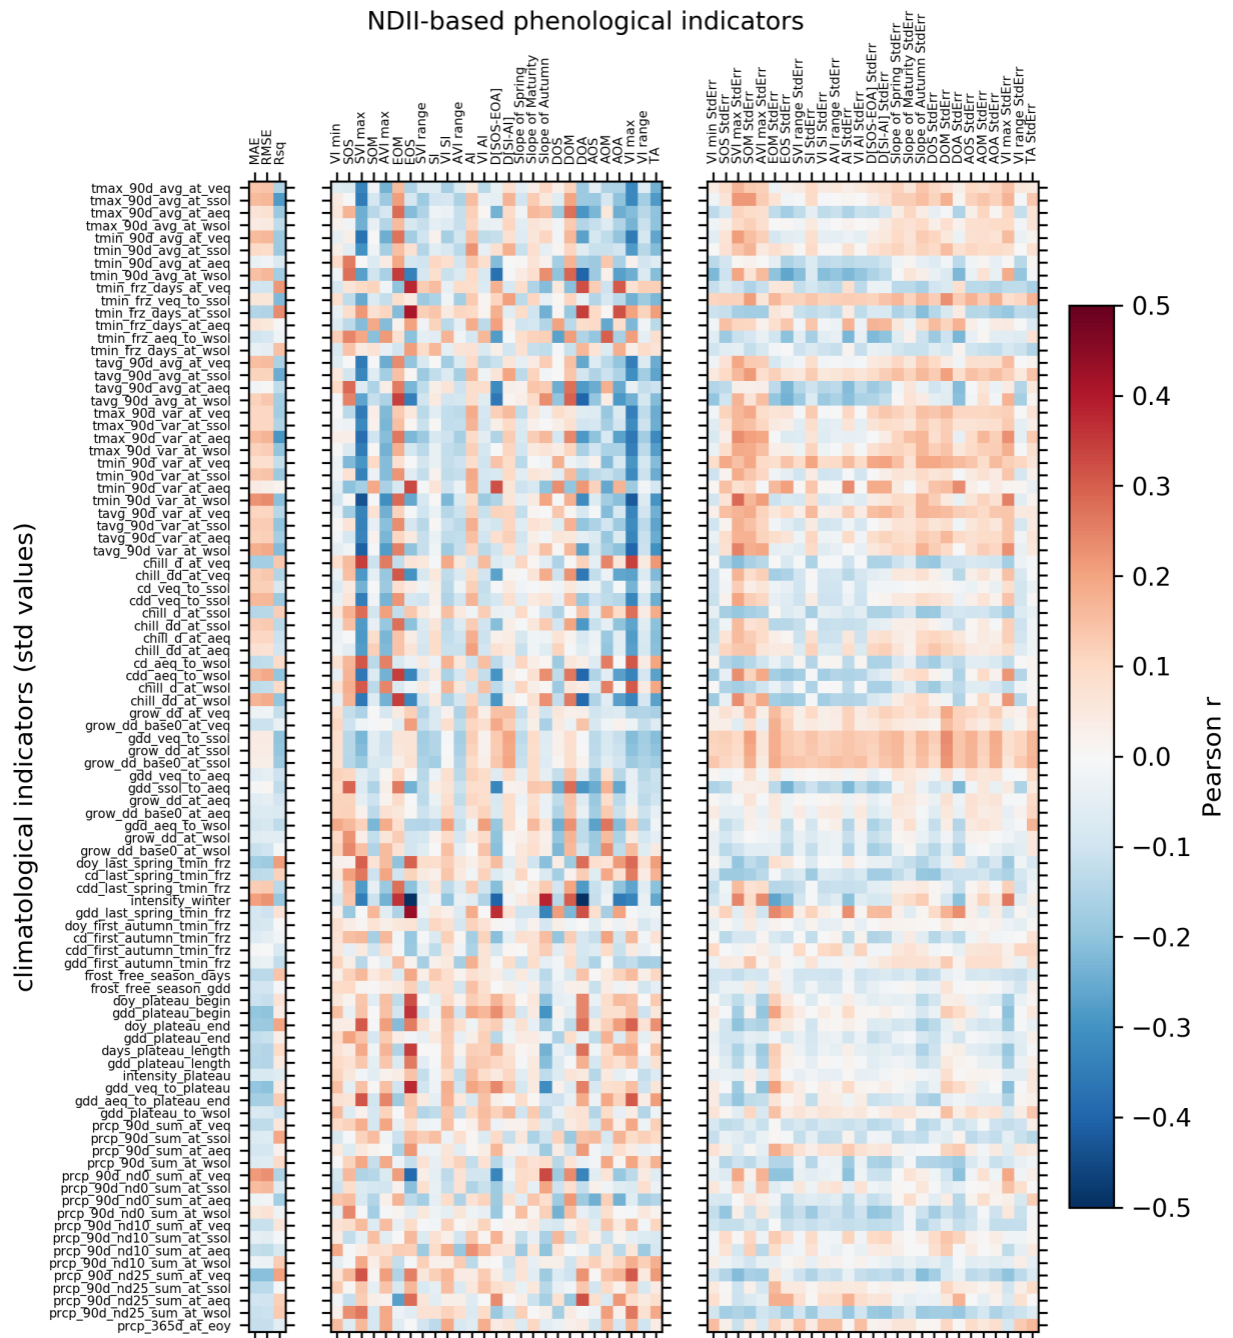 NDII-based phenological indicators
MAE
RMSE
Rsq
VI min
SOS
SVI max
SOM
AVI max
EOM
EOS
SVI range
SI
VI SI
AVI range
AI
VI AI
D[SOS-EOA]
D[SI-AI]
Slope of Spring
Slope of Maturity
Slope of Autumn
DOS
DOM
DOA
AOS
AOM
AOA
VI max
VI range
TA
VI min StdErr
SOS StdErr
SVI max StdErr
SOM StdErr
AVI max StdErr
EOM StdErr
EOS StdErr
SVI range StdErr
SI StdErr
VI SI StdErr
AVI range StdErr
AI StdErr
VI AI StdErr
D[SOS-EOA] StdErr
D[SI-AI] StdErr
Slope of Spring StdErr
Slope of Maturity StdErr
Slope of Autumn StdErr
DOS StdErr
DOM StdErr
DOA StdErr
AOS StdErr
AOM StdErr
AOA StdErr
VI max StdErr
VI range StdErr
TA StdErr
climatological indicators (std values)
tmax_90d_avg_at_veq
tmax_90d_avg_at_ssol
tmax_90d_avg_at_aeq
tmax_90d_avg_at_wsol
tmin_90d_avg_at_veq
tmin_90d_avg_at_ssol
tmin_90d_avg_at_aeq
tmin_90d_avg_at_wsol
tmin_frz_days_at_veq
tmin_frz_veq_to_ssol
tmin_frz_days_at_ssol
tmin_frz_days_at_aeq
tmin_frz_aeq_to_wsol
tmin_frz_days_at_wsol
tavg_90d_avg_at_veq
tavg_90d_avg_at_ssol
tavg_90d_avg_at_aeq
tavg_90d_avg_at_wsol
tmax_90d_var_at_veq
tmax_90d_var_at_ssol
tmax_90d_var_at_aeq
tmax_90d_var_at_wsol
tmin_90d_var_at_veq
tmin_90d_var_at_ssol
tmin_90d_var_at_aeq
tmin_90d_var_at_wsol
tavg_90d_var_at_veq
tavg_90d_var_at_ssol
tavg_90d_var_at_aeq
tavg_90d_var_at_wsol
chill_d_at_veq
chill_dd_at_veq
cd_veq_to_ssol
cdd_veq_to_ssol
chill_d_at_ssol
chill_dd_at_ssol
chill_d_at_aeq
chill_dd_at_aeq
cd_aeq_to_wsol
cdd_aeq_to_wsol
chill_d_at_wsol
chill_dd_at_wsol
grow_dd_at_veq
grow_dd_base0_at_veq
gdd_veq_to_ssol
grow_dd_at_ssol
grow_dd_base0_at_ssol
gdd_veq_to_aeq
gdd_ssol_to_aeq
grow_dd_at_aeq
grow_dd_base0_at_aeq
gdd_aeq_to_wsol
grow_dd_at_wsol
grow_dd_base0_at_wsol
doy_last_spring_tmin_frz
cd_last_spring_tmin_frz
cdd_last_spring_tmin_frz
intensity_winter
gdd_last_spring_tmin_frz
doy_first_autumn_tmin_frz
cd_first_autumn_tmin_frz
cdd_first_autumn_tmin_frz
gdd_first_autumn_tmin_frz
frost_free_season_days
frost_free_season_gdd
doy_plateau_begin
gdd_plateau_begin
doy_plateau_end
gdd_plateau_end
days_plateau_length
gdd_plateau_length
intensity_plateau
gdd_veq_to_plateau
gdd_aeq_to_plateau_end
gdd_plateau_to_wsol
prcp_90d_sum_at_veq
prcp_90d_sum_at_ssol
prcp_90d_sum_at_aeq
prcp_90d_sum_at_wsol
prcp_90d_nd0_sum_at_veq
prcp_90d_nd0_sum_at_ssol
prcp_90d_nd0_sum_at_aeq
prcp_90d_nd0_sum_at_wsol
prcp_90d_nd10_sum_at_veq
prcp_90d_nd10_sum_at_ssol
prcp_90d_nd10_sum_at_aeq
prcp_90d_nd10_sum_at_wsol
prcp_90d_nd25_sum_at_veq
prcp_90d_nd25_sum_at_ssol
prcp_90d_nd25_sum_at_aeq
prcp_90d_nd25_sum_at_wsol
prcp_365d_at_eoy
0.5
0.4
0.3
0.2
0.1
0.0
−0.1
−0.2
−0.3
−0.4
−0.5
Pearson r